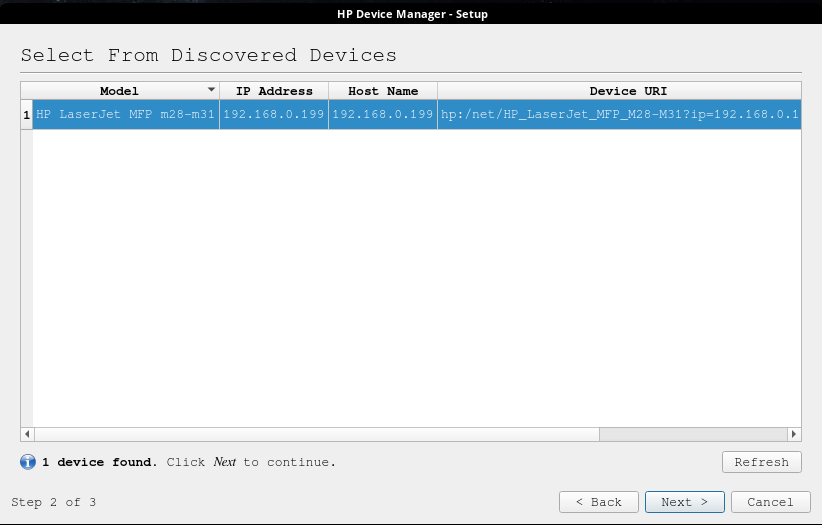 HP Device Manager - Setup
Select From Discovered Devices
Model IP Address Host Name Device URI
1 HP LaserJet MFP m28-m31 192.168.0.199 192.168.0.199 hp:/net/HP_LaserJet_MFP_M28-M31?ip=192.168.0.1
1 device found. Click Next to continue. Refresh
Step 2 of 3 < Back Next > Cancel